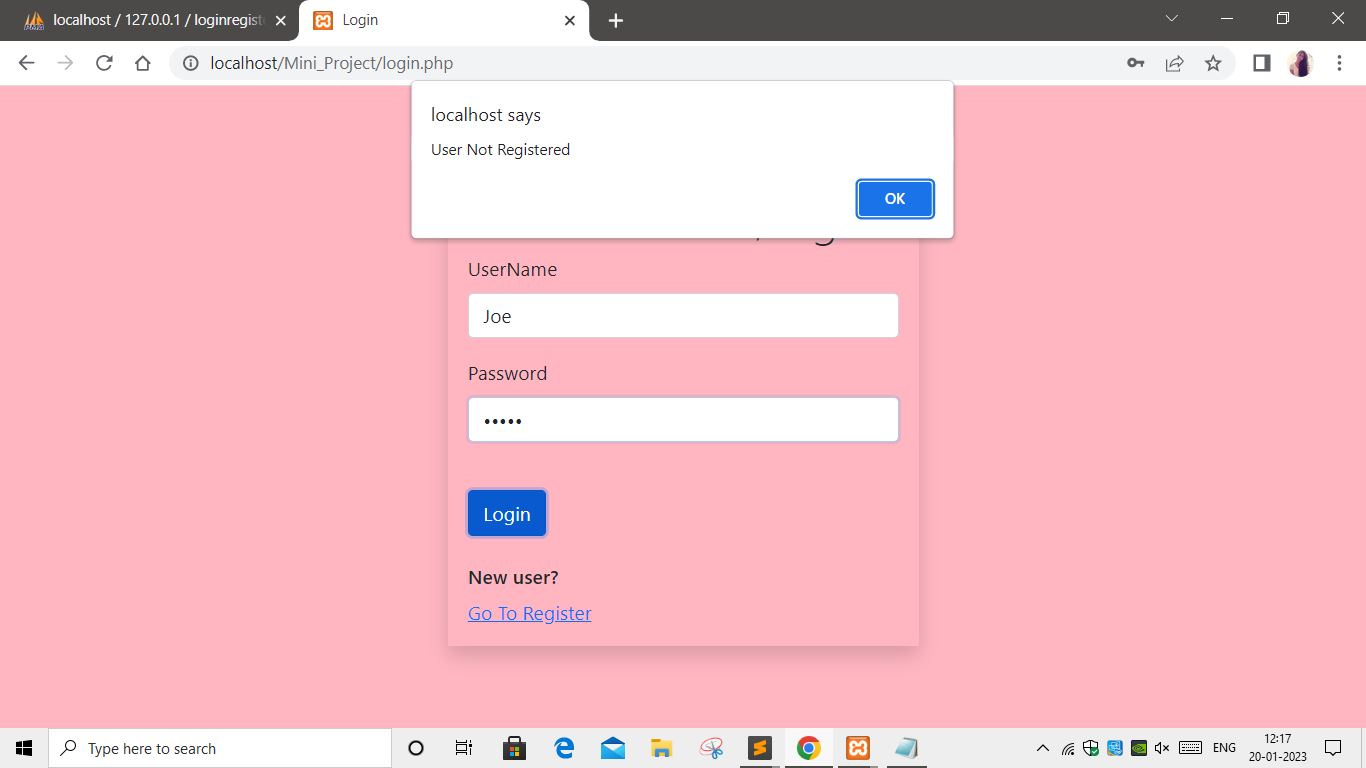 localhost / 127.0.0.1 / loginregist
Login
localhost/Mini_Project/login.php
localhost says
User Not Registered
OK
UserName
Joe
Password
•••••
Login
New user?
Go To Register
Type here to search
ENG
12:17
20-01-2023